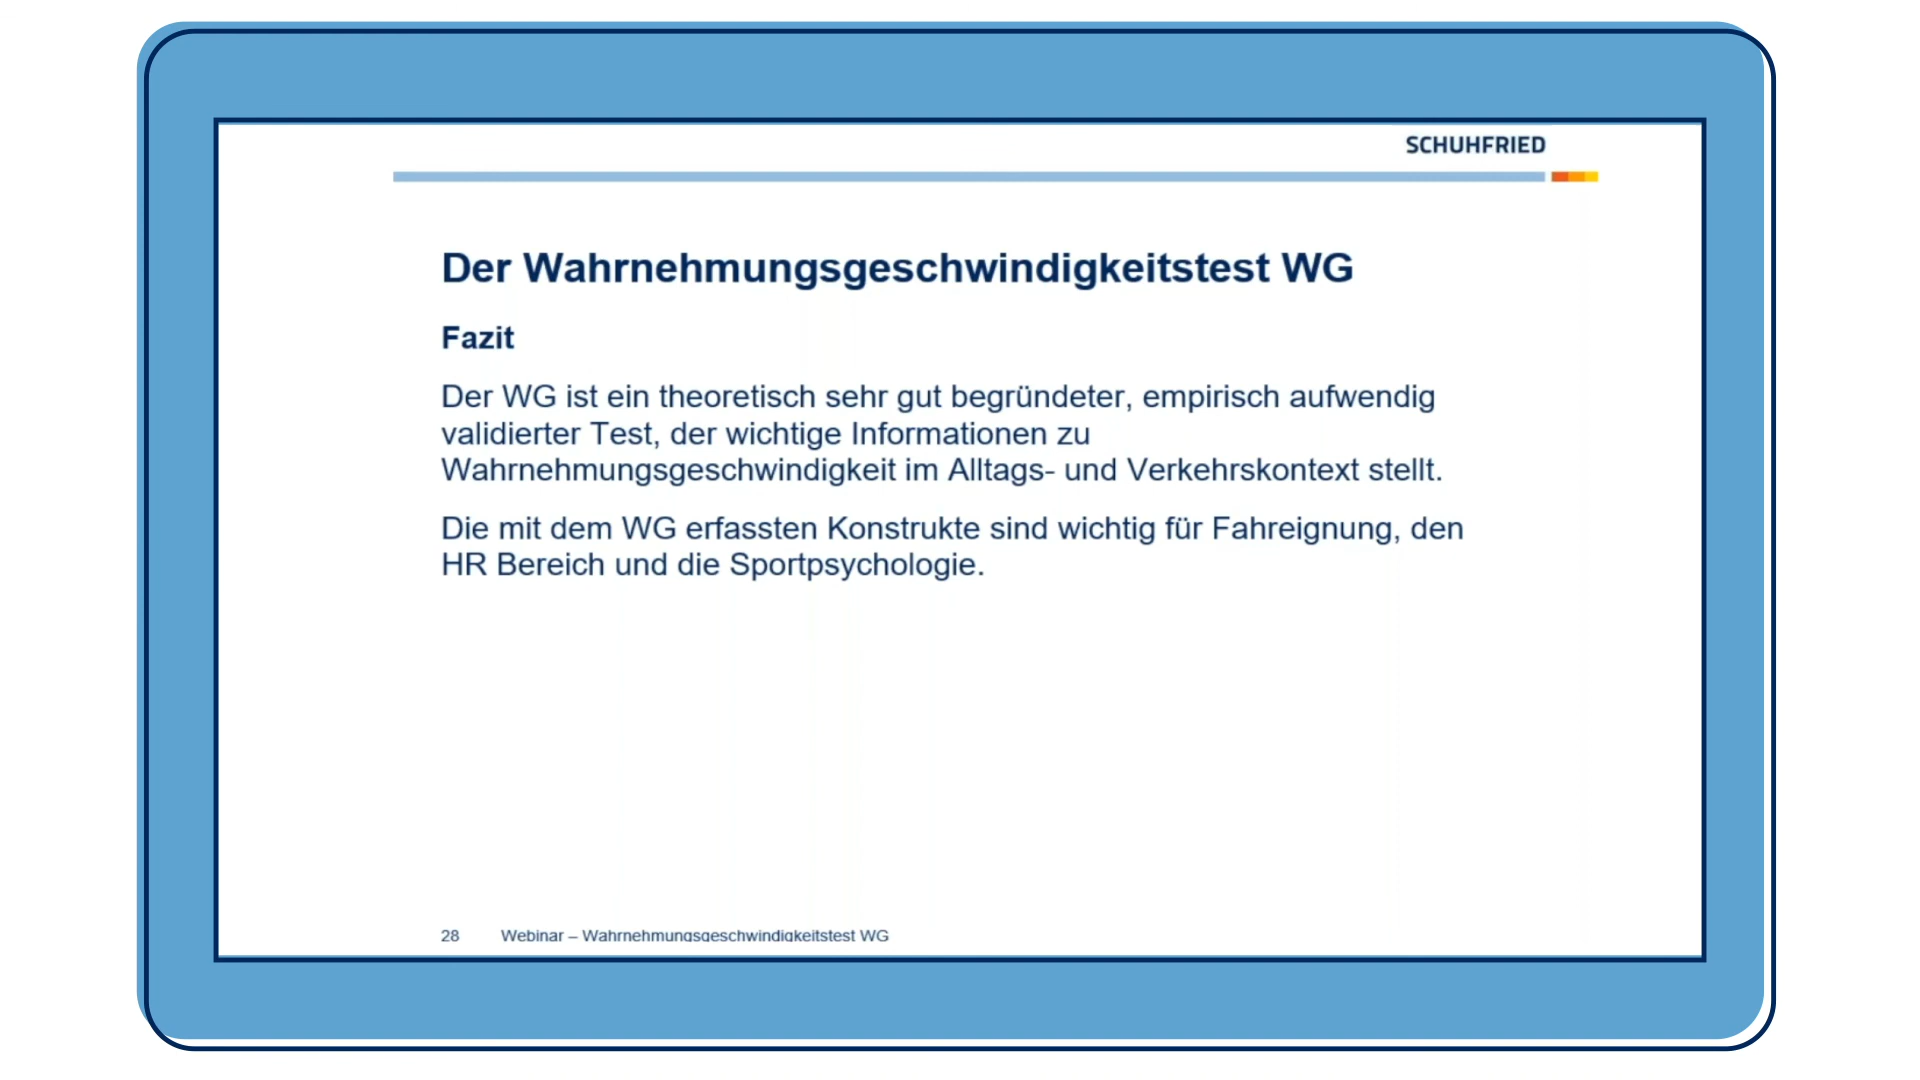 SCHUHFRIED
Der Wahrnehmungsgeschwindigkeitstest WG
Fazit
Der WG ist ein theoretisch sehr gut begründeter, empirisch aufwendig
validierter Test, der wichtige Informationen zu
Wahrnehmungsgeschwindigkeit im Alltags- und Verkehrskontext stellt.
Die mit dem WG erfassten Konstrukte sind wichtig für Fahreignung, den
HR Bereich und die Sportpsychologie.
28 Webinar – Wahrnehmungsgeschwindigkeitstest WG